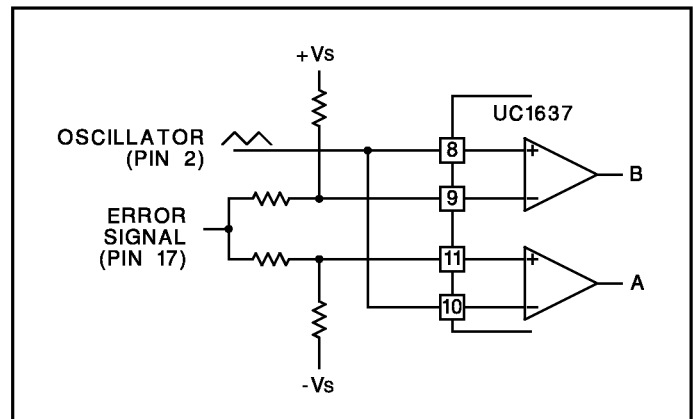 +Vs
UC1637
OSCILLATOR
(PIN 2)
8
+
B
9
−
ERROR
SIGNAL
(PIN 17)
11
+
A
10
−
-Vs